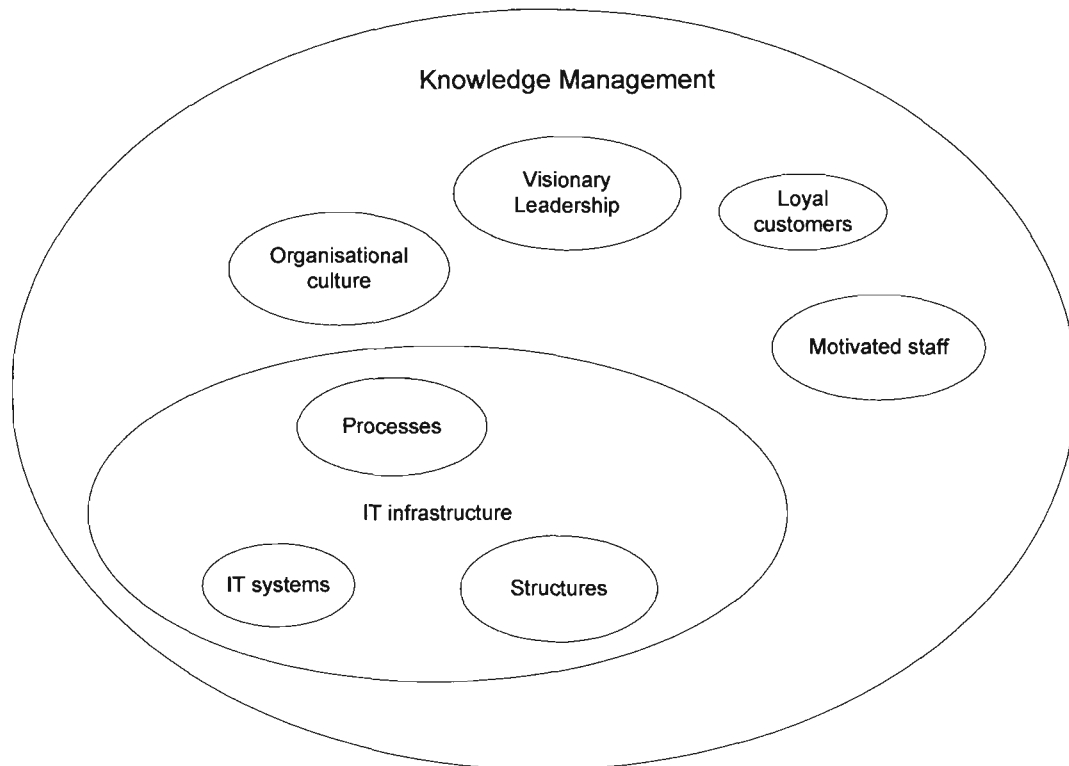 Knowledge Management
Visionary
Leadership
Loyal
customers
Organisational
culture
Motivated staff
Processes
IT infrastructure
IT systems
Structures